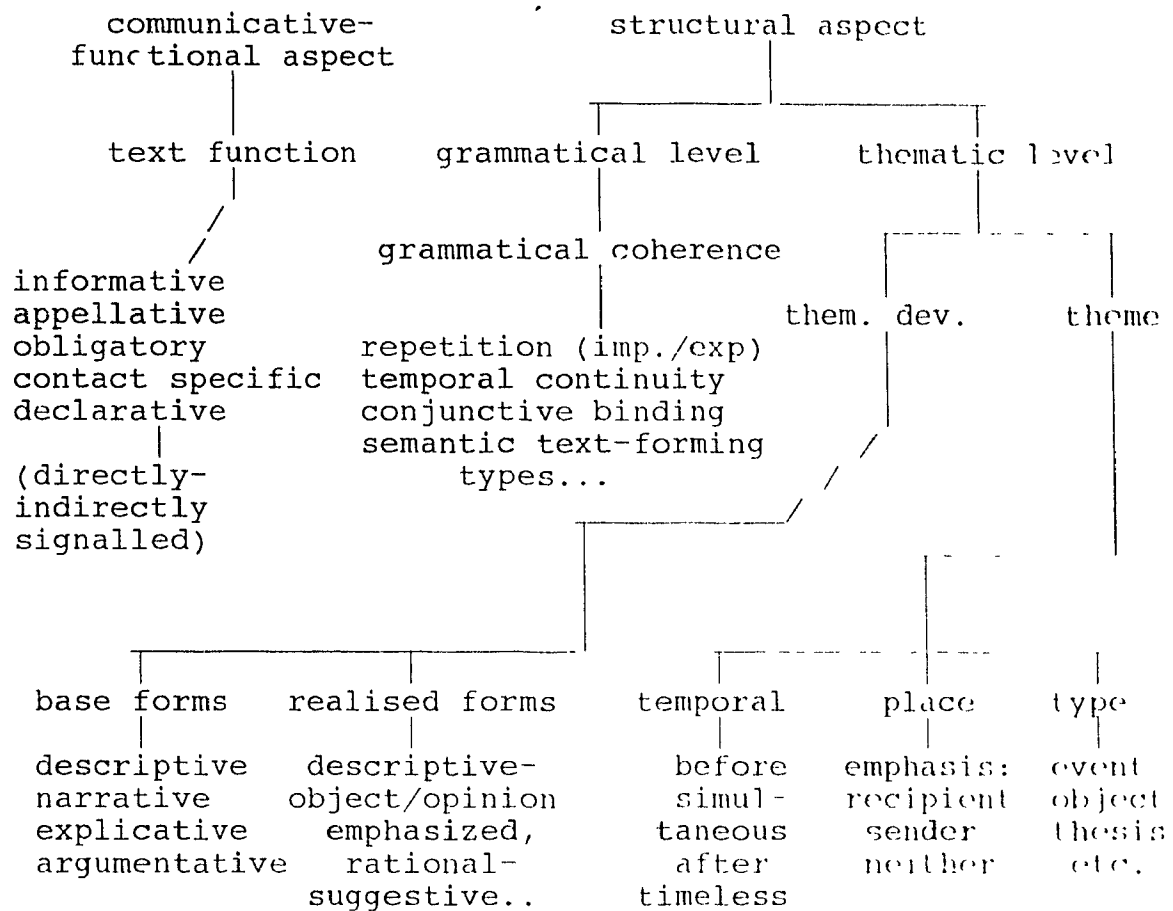 communicative- structural aspect
functional aspect
text function grammatical level thematic level
grammatical coherence
informative
appellative them. dev. theme
obligatory repetition (imp./exp)
contact specific temporal continuity
declarative conjunctive binding
semantic text-forming
(directly- types...
indirectly
signalled)
base forms realised forms temporal place type
descriptive descriptive- before emphasis: event
narrative object/opinion simul- recipient object
explicative emphasized, taneous sender thesis
argumentative rational- after neither etc.
suggestive.. timeless